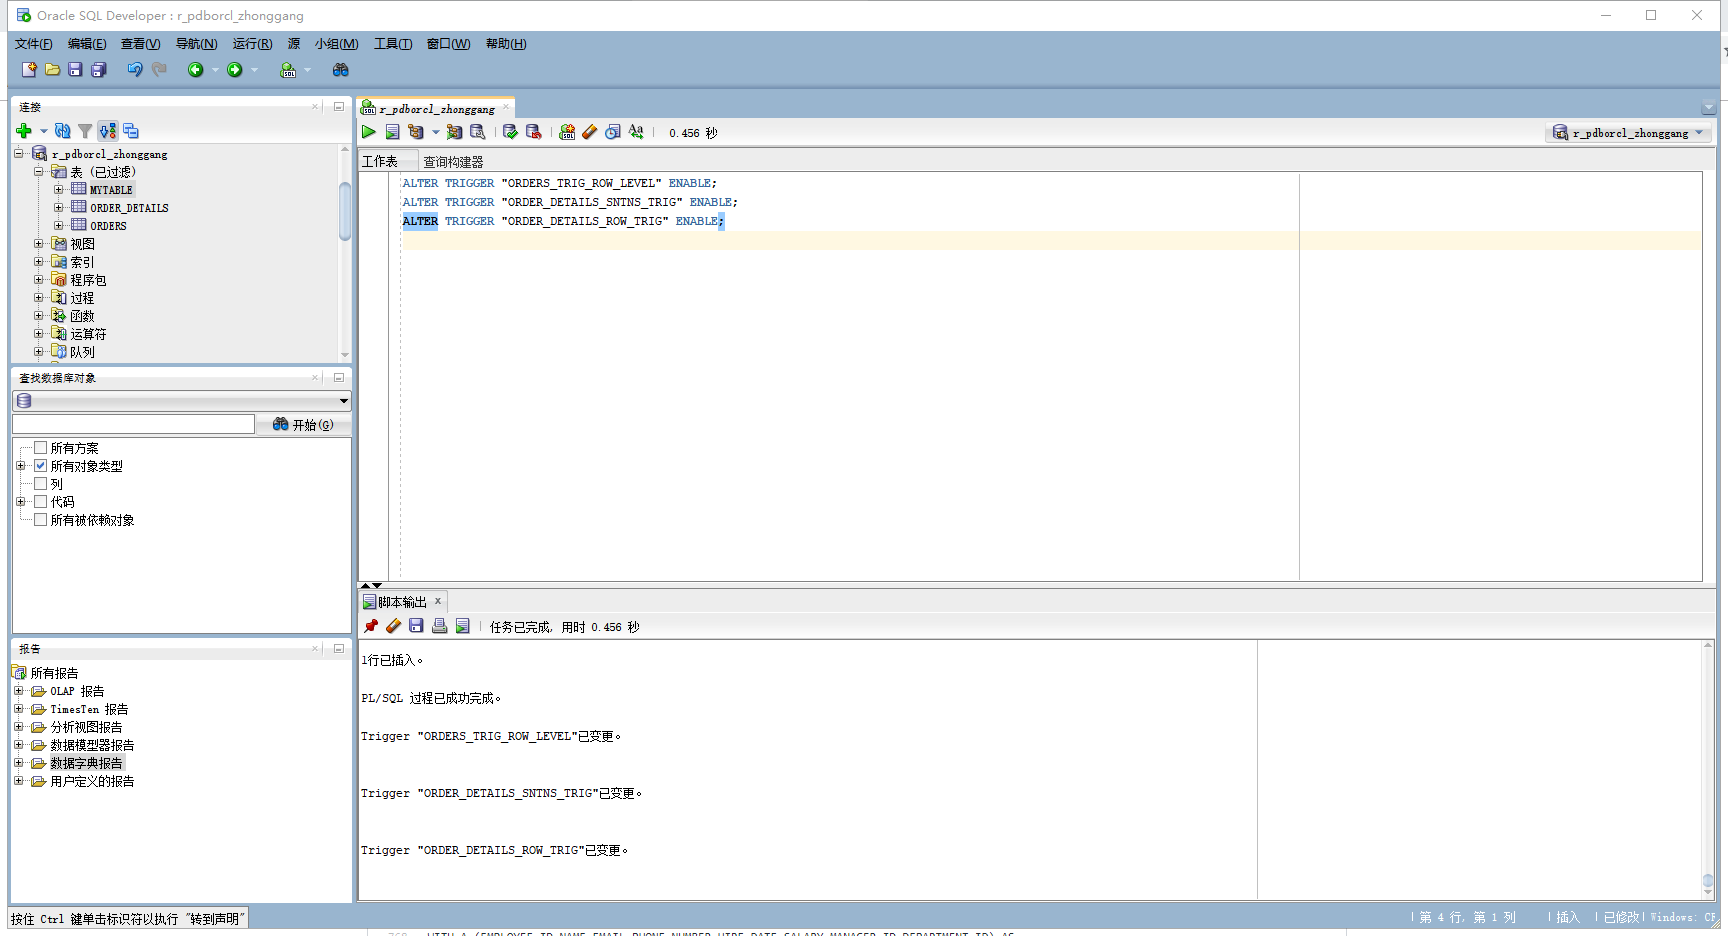 Oracle SQL Developer : r_pdborcl_zhonggang
文件(F) 编辑(E) 查看(V) 导航(N) 运行(R) 源 小组(M) 工具(T) 窗口(W) 帮助(H)
连接
r_pdborcl_zhonggang
表 (已过滤)
MYTABLE
ORDER_DETAILS
ORDERS
视图
索引
程序包
过程
函数
运算符
队列
查找数据库对象
开始(G)
所有方案
所有对象类型
列
代码
所有被依赖对象
报告
所有报告
OLAP 报告
TimesTen 报告
分析视图报告
数据模型器报告
数据字典报告
用户定义的报告
r_pdborcl_zhonggang
0.456 秒
r_pdborcl_zhonggang
工作表 查询构建器
ALTER TRIGGER "ORDERS_TRIG_ROW_LEVEL" ENABLE;
ALTER TRIGGER "ORDER_DETAILS_SNTNS_TRIG" ENABLE;
ALTER TRIGGER "ORDER_DETAILS_ROW_TRIG" ENABLE;
脚本输出
任务已完成, 用时 0.456 秒
1行已插入。
PL/SQL 过程已成功完成。
Trigger "ORDERS_TRIG_ROW_LEVEL"已变更。
Trigger "ORDER_DETAILS_SNTNS_TRIG"已变更。
Trigger "ORDER_DETAILS_ROW_TRIG"已变更。
按住 Ctrl 键单击标识符以执行 "转到声明"
第 4 行, 第 1 列 插入 已修改 Windows: CR